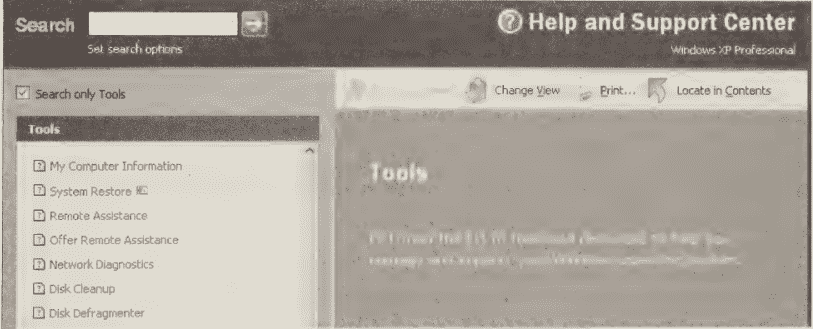 Search
Set search options
Help and Support Center
Windows XP Professional
Search only Tools
Change View
Print...
Locate in Contents
Tools
My Computer Information
System Restore
Remote Assistance
Offer Remote Assistance
Network Diagnostics
Disk Cleanup
Disk Defragmenter
Tools